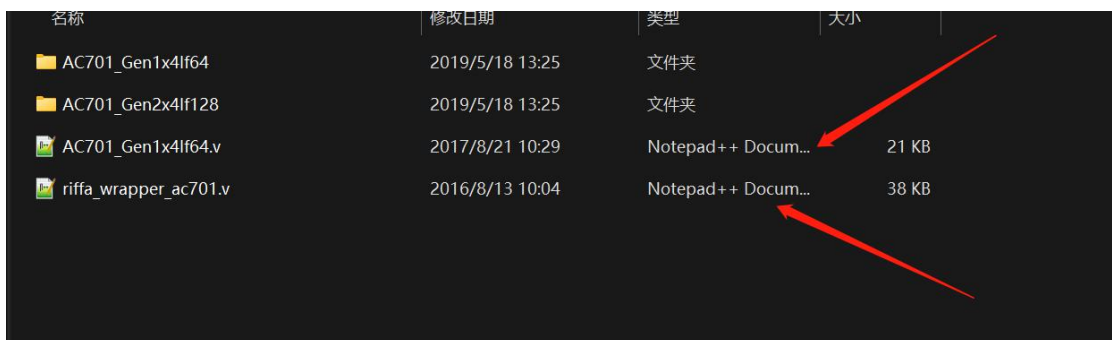 名称 修改日期 类型 大小
AC701_Gen1x4If64 2019/5/18 13:25 文件夹
AC701_Gen2x4If128 2019/5/18 13:25 文件夹
AC701_Gen1x4If64.v 2017/8/21 10:29 Notepad++ Docum... 21 KB
riffa_wrapper_ac701.v 2016/8/13 10:04 Notepad++ Docum... 38 KB